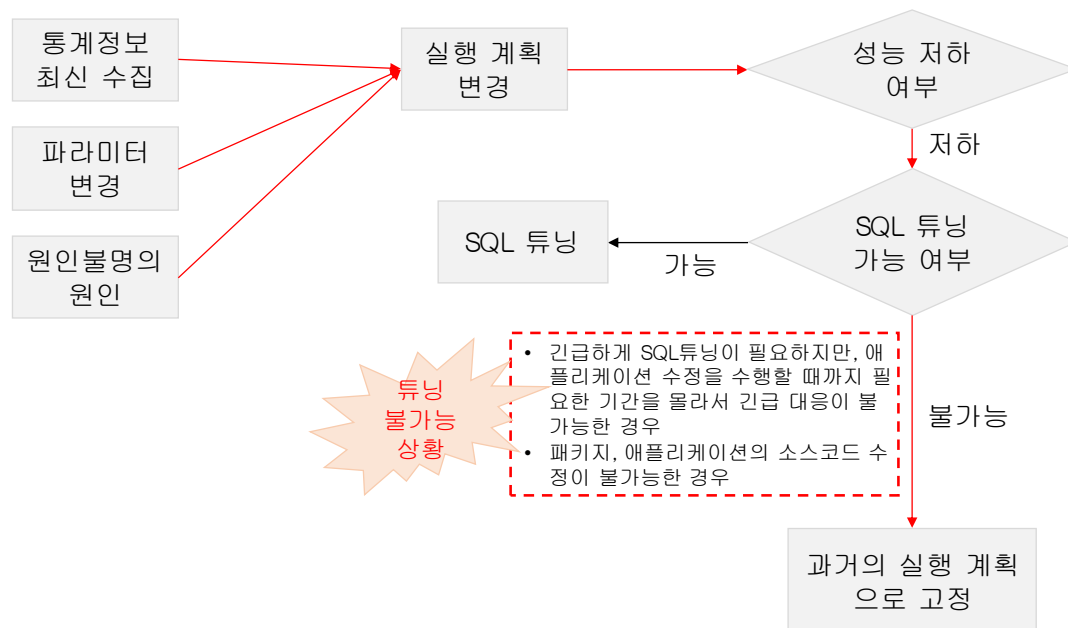 통계정보
최신 수집
실행 계획
변경
성능 저하
여부
파라미터
변경
저하
원인불명의
원인
SQL 튜닝
가능
SQL 튜닝
가능 여부
튜닝
불가능
상황
• 긴급하게 SQL튜닝이 필요하지만, 애
플리케이션 수정을 수행할 때까지 필
요한 기간을 몰라서 긴급 대응이 불
가능한 경우
• 패키지, 애플리케이션의 소스코드 수
정이 불가능한 경우
불가능
과거의 실행 계획
으로 고정